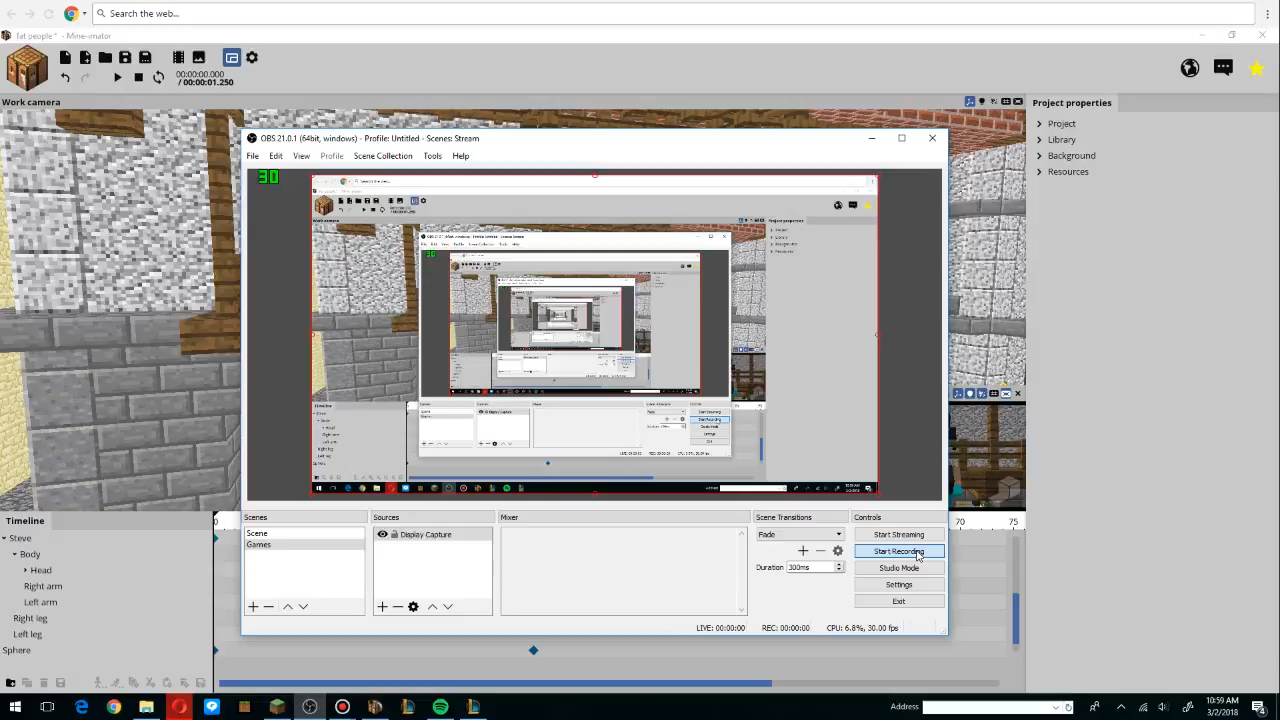 Search the web...
Fat people * - Mine-imator
00:00:00.000
/ 00:00:01.250
Work camera
Project properties
Project
Library
Background
Resources
OBS 21.0.1 (64bit, windows) - Profile: Untitled - Scenes: Stream
File Edit View Profile Scene Collection Tools Help
30
Scenes Sources Mixer Scene Transitions Controls
Scene
Games
Display Capture
Fade
Duration 300ms
Start Streaming
Start Recording
Studio Mode
Settings
Exit
LIVE: 00:00:00 REC: 00:00:00 CPU: 6.8%, 30.00 fps
Timeline
0 70 75
Steve
Body
Head
Right arm
Left arm
Right leg
Left leg
Sphere
Address
10:59 AM
3/2/2018